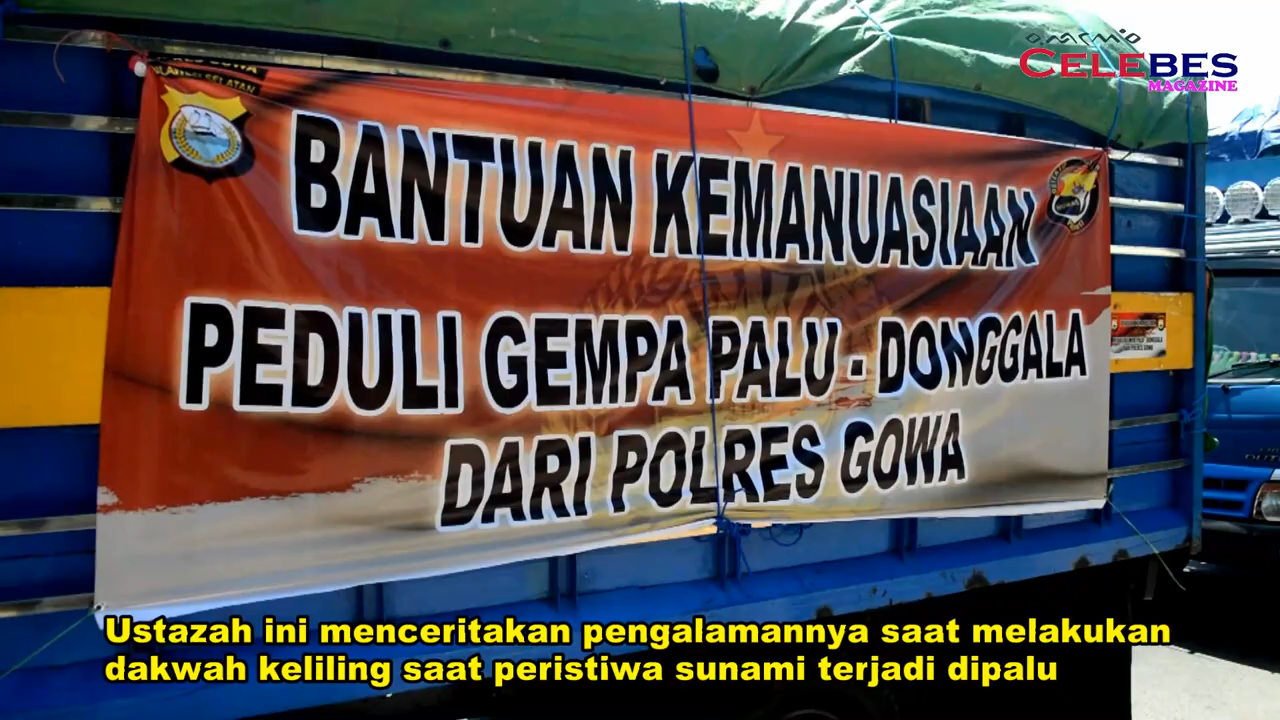 CELEBES
MAGAZINE
BANTUAN KEMANUASIAAN
PEDULI GEMPA PALU - DONGGALA
DARI POLRES GOWA
Ustazah ini menceritakan pengalamannya saat melakukan
dakwah keliling saat peristiwa sunami terjadi dipalu